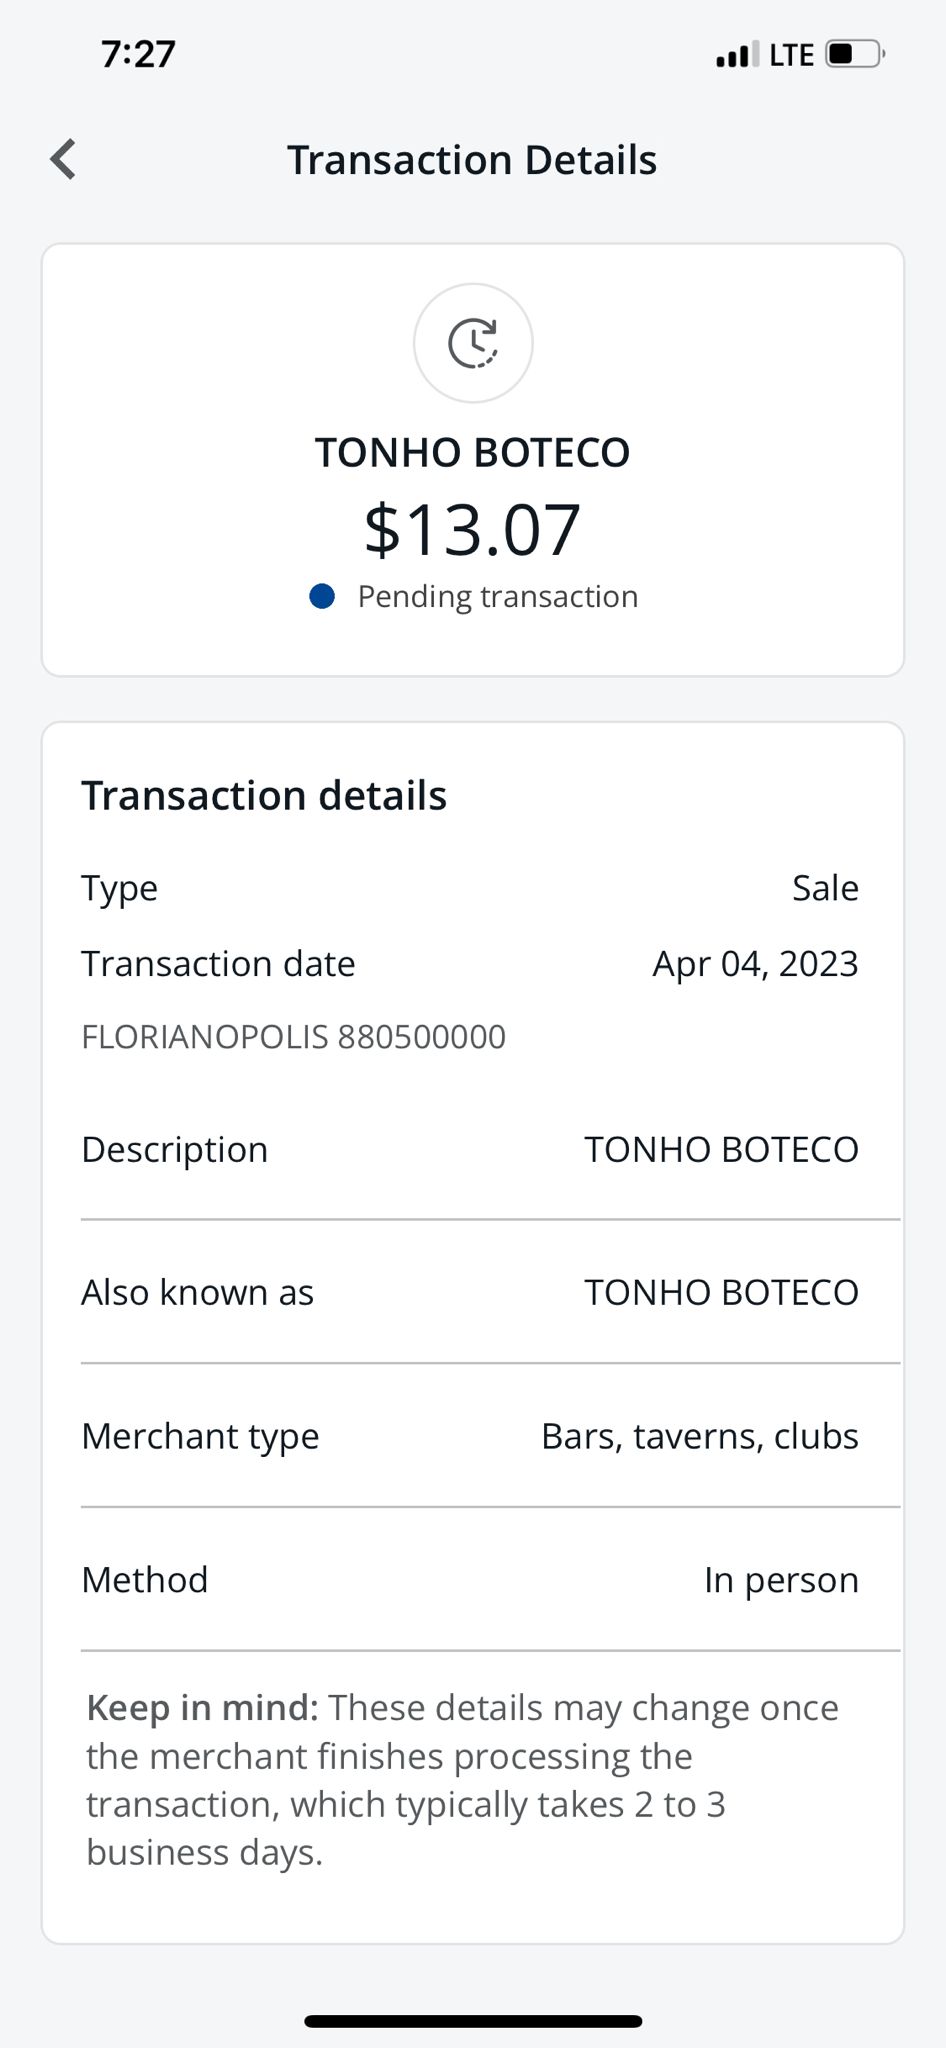 7:27
LTE
Transaction Details
TONHO BOTECO
$13.07
Pending transaction
Transaction details
Type Sale
Transaction date Apr 04, 2023
FLORIANOPOLIS 880500000
Description TONHO BOTECO
Also known as TONHO BOTECO
Merchant type Bars, taverns, clubs
Method In person
Keep in mind: These details may change once
the merchant finishes processing the
transaction, which typically takes 2 to 3
business days.